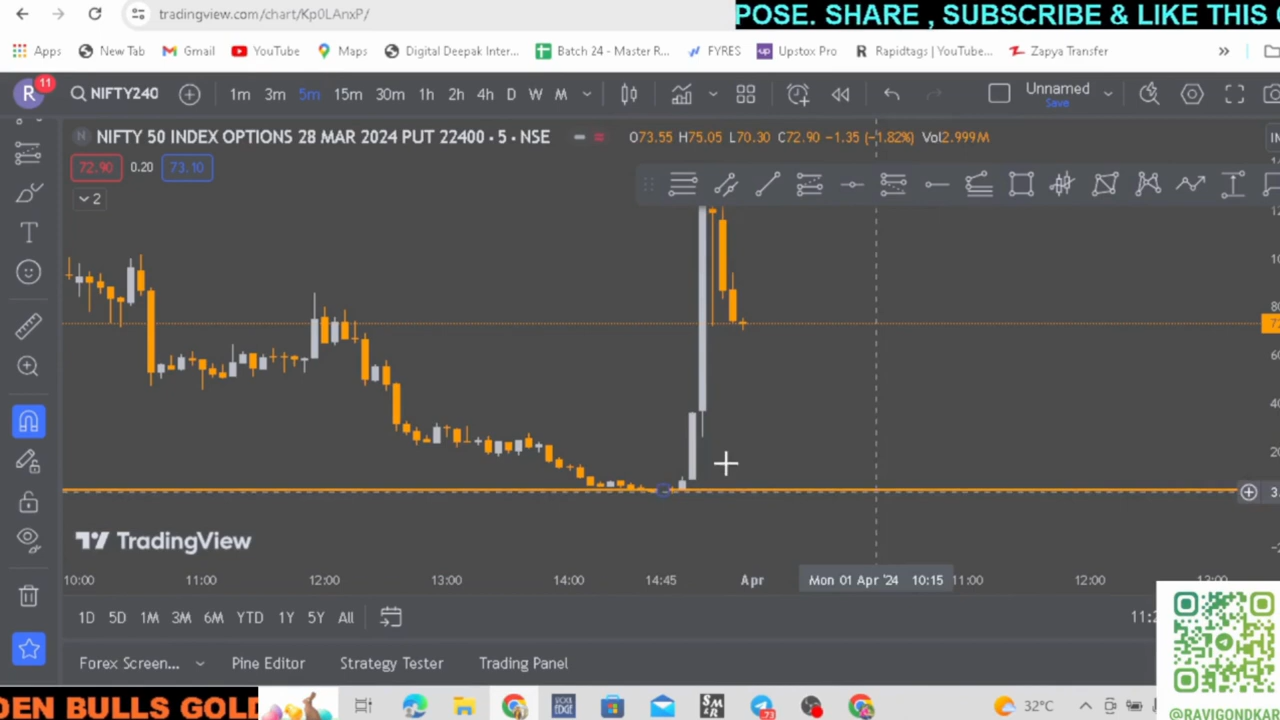 tradingview.com/chart/Kp0LAnxP/
POSE. SHARE , SUBSCRIBE & LIKE THIS
Apps
New Tab
Gmail
YouTube
Maps
Digital Deepak Inter...
Batch 24 - Master R...
FYRES
Upstox Pro
Rapidtags | YouTube...
Zapya Transfer
»
R
11
NIFTY240
1m 3m 5m 15m 30m 1h 2h 4h D W M
Unnamed
Save
NIFTY 50 INDEX OPTIONS 28 MAR 2024 PUT 22400 · 5 · NSE
O73.55 H75.05 L70.30 C72.90 −1.35 (−1.82%) Vol2.999M
72.90 0.20 73.10
2
TradingView
10:00 11:00 12:00 13:00 14:00 14:45 Apr Mon 01 Apr '24 10:15 11:00 12:00 13:00
1D 5D 1M 3M 6M YTD 1Y 5Y All
Forex Screen... Pine Editor Strategy Tester Trading Panel
DEN BULLS GOLD
32°C
@RAVIGONDKAR